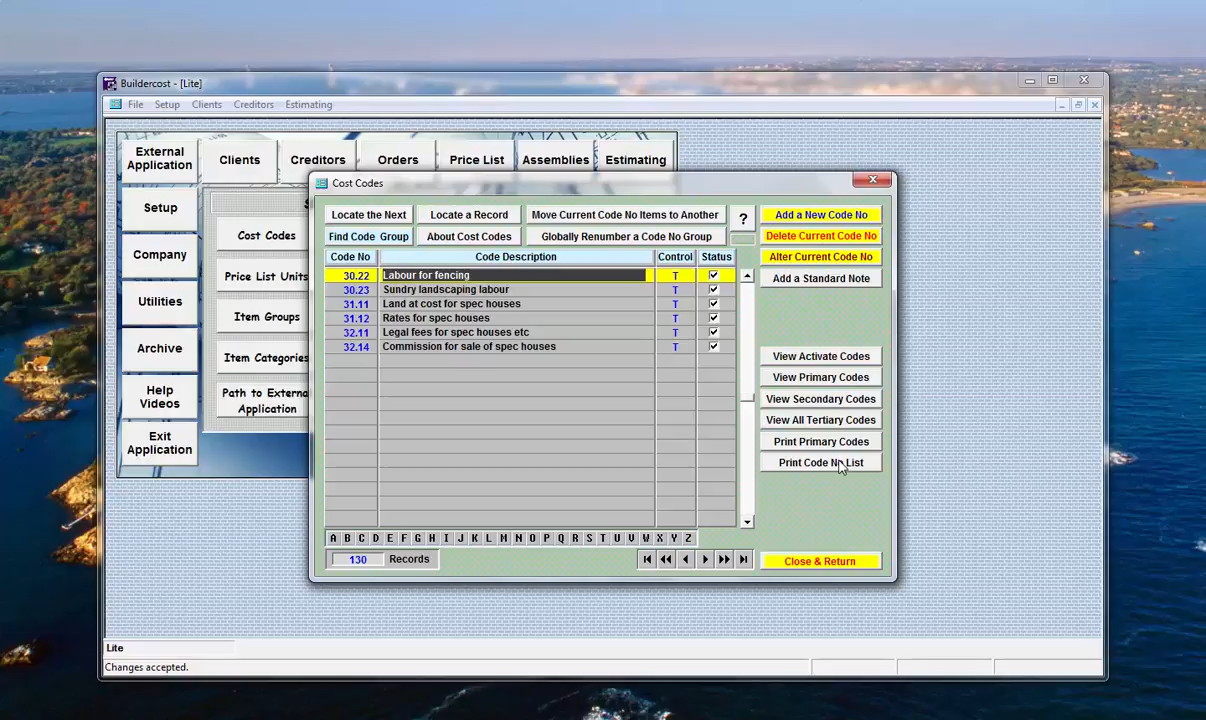 Buildercost - [Lite]
File Setup Clients Creditors Estimating
External Application
Clients
Creditors
Orders
Price List
Assemblies
Estimating
Setup
Company
Utilities
Archive
Help Videos
Exit Application
Cost Codes
Price List Units
Item Groups
Item Categories
Path to Externa
Application
Cost Codes
Locate the Next
Locate a Record
Move Current Code No Items to Another
?
Add a New Code No
Find Code Group
About Cost Codes
Globally Renumber a Code No Group
Delete Current Code No
Code No Code Description Control Status
Alter Current Code No
30.22 Labour for fencing T
Add a Standard Note
30.23 Sundry landscaping labour T
31.11 Land at cost for spec houses T
31.12 Rates for spec houses T
32.11 Legal fees for spec houses etc T
32.14 Commission for sale of spec houses T
View Activate Codes
View Primary Codes
View Secondary Codes
View All Tertiary Codes
Print Primary Codes
Print Code No List
A B C D E F G H I J K L M N O P Q R S T U V W X Y Z
130 Records
Close & Return
Lite
Changes accepted.